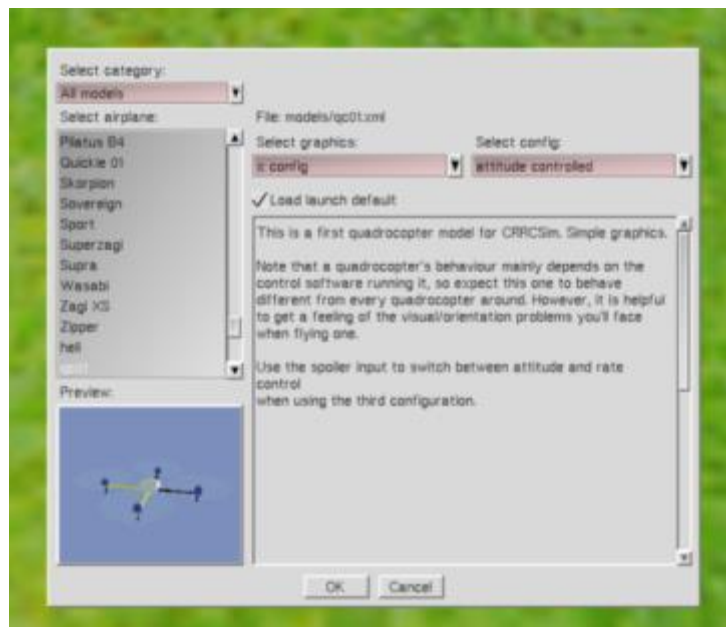 Select category:
All models
Select airplane:
File: models/qc01.xml
Pilatus B4
Quickie 01
Skorpion
Sovereign
Sport
Superzagi
Supra
Wasabi
Zagi XS
Zipper
heli
qc01
Select graphics:
Select config:
ic config
attitude controlled
Load launch default
This is a first quadrocopter model for CRRCSim. Simple graphics.
Note that a quadrocopter's behaviour mainly depends on the
control software running it, so expect this one to behave
different from every quadrocopter around. However, it is helpful
to get a feeling of the visual/orientation problems you'll face
when flying one.
Use the spoiler input to switch between attitude and rate
control
when using the third configuration.
Preview:
OK
Cancel